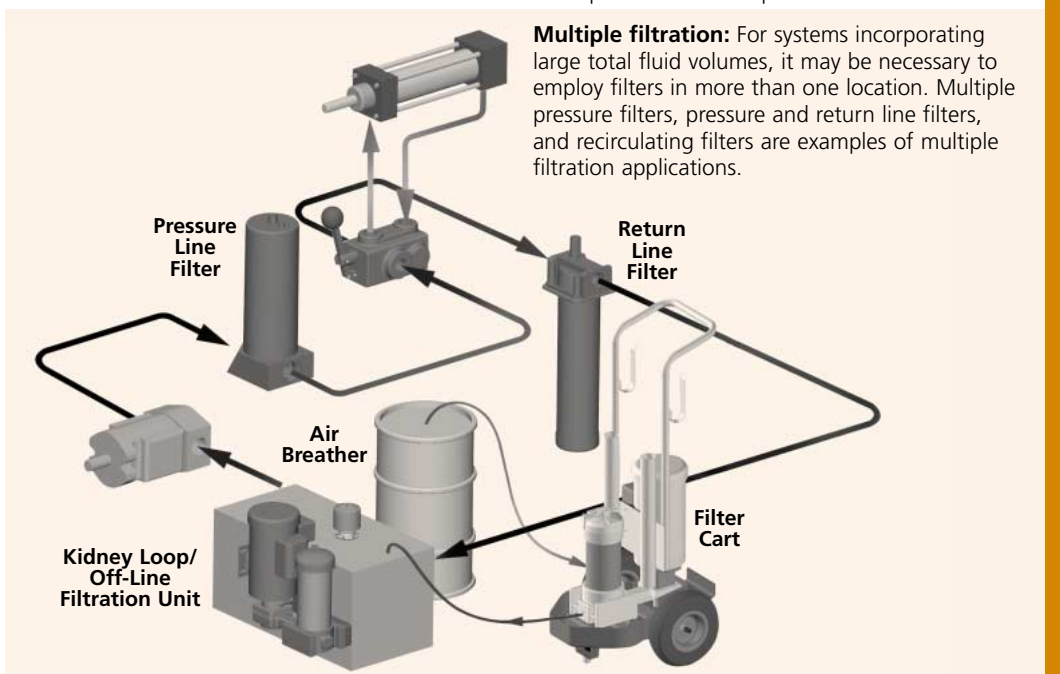 Multiple filtration: For systems incorporating
large total fluid volumes, it may be necessary to
employ filters in more than one location. Multiple
pressure filters, pressure and return line filters,
and recirculating filters are examples of multiple
filtration applications.
Pressure
Line
Filter
Return
Line
Filter
Air
Breather
Filter
Cart
Kidney Loop/
Off-Line
Filtration Unit